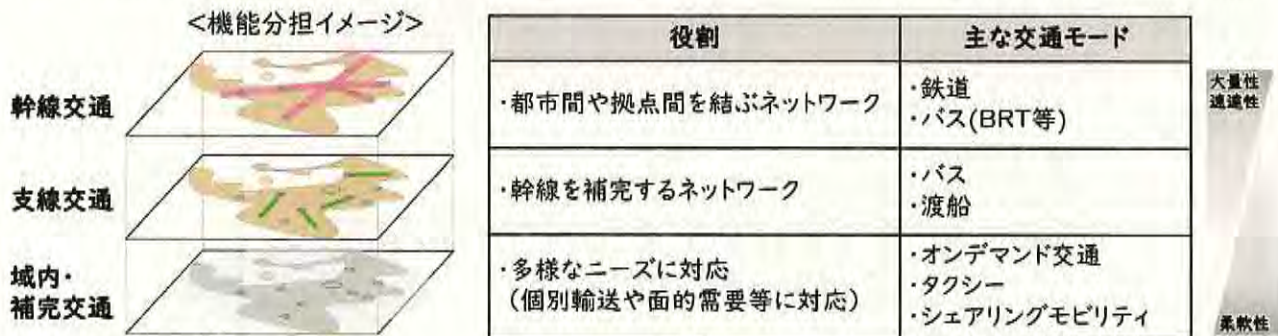 <機能分担イメージ>
役割
主な交通モード
幹線交通
・都市間や拠点間を結ぶネットワーク
・鉄道
・バス(BRT等)
大量性
速達性
支線交通
・幹線を補完するネットワーク
・バス
・渡船
域内・
補完交通
・多様なニーズに対応
(個別輸送や面的需要等に対応)
・オンデマンド交通
・タクシー
・シェアリングモビリティ
柔軟性